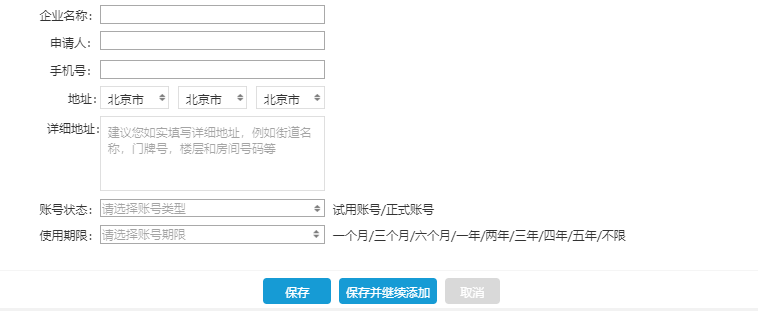 企业名称：
申请人：
手机号：
地址： 北京市 北京市 北京市
详细地址： 建议您如实填写详细地址，例如街道名
称，门牌号，楼层和房间号码等
账号状态： 请选择账号类型 试用账号/正式账号
使用期限： 请选择账号期限 一个月/三个月/六个月/一年/两年/三年/四年/五年/不限
保存 保存并继续添加 取消